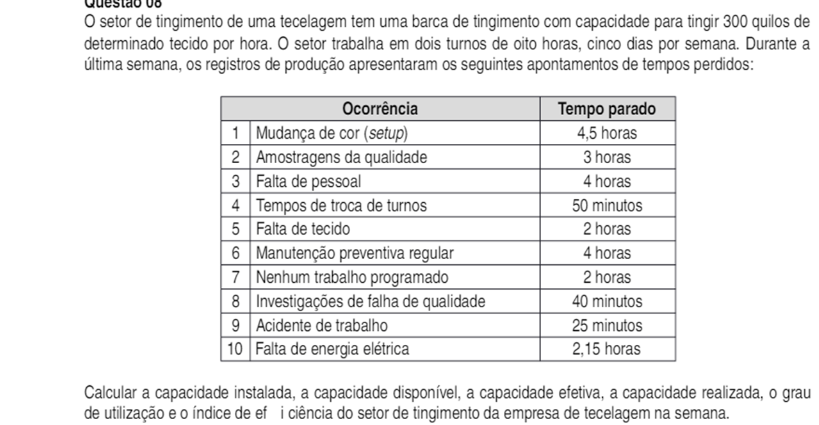 Questão 08
O setor de tingimento de uma tecelagem tem uma barca de tingimento com capacidade para tingir 300 quilos de
determinado tecido por hora. O setor trabalha em dois turnos de oito horas, cinco dias por semana. Durante a
última semana, os registros de produção apresentaram os seguintes apontamentos de tempos perdidos:
Ocorrência Tempo parado
1 Mudança de cor (setup) 4,5 horas
2 Amostragens da qualidade 3 horas
3 Falta de pessoal 4 horas
4 Tempos de troca de turnos 50 minutos
5 Falta de tecido 2 horas
6 Manutenção preventiva regular 4 horas
7 Nenhum trabalho programado 2 horas
8 Investigações de falha de qualidade 40 minutos
9 Acidente de trabalho 25 minutos
10 Falta de energia elétrica 2,15 horas
Calcular a capacidade instalada, a capacidade disponível, a capacidade efetiva, a capacidade realizada, o grau
de utilização e o índice de ef i ciência do setor de tingimento da empresa de tecelagem na semana.